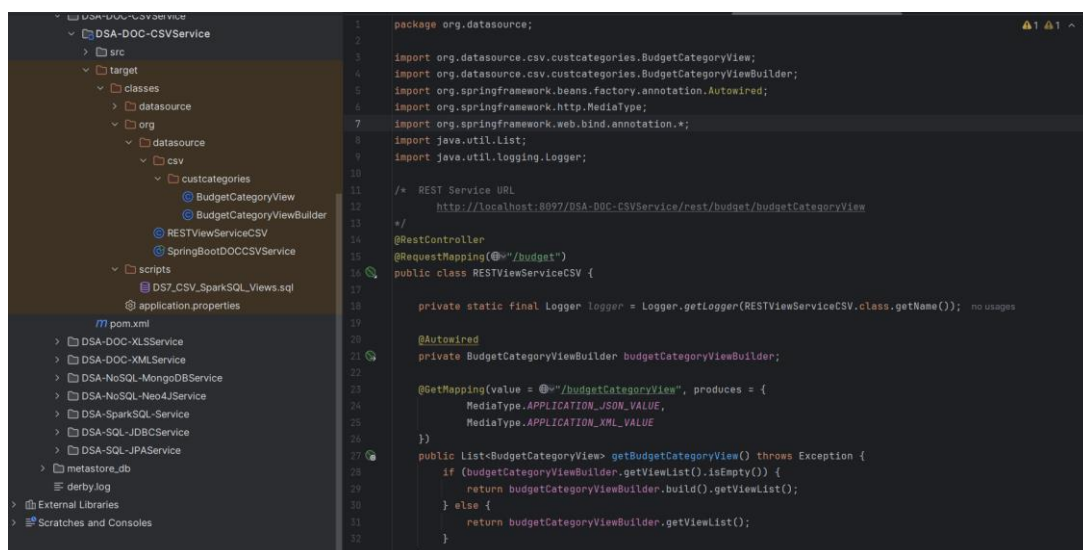 DSA-DOC-CSVService
DSA-DOC-CSVService
src
target
classes
datasource
org
datasource
csv
custcategories
BudgetCategoryView
BudgetCategoryViewBuilder
RESTViewServiceCSV
SpringBootDOCCSVService
scripts
DS7_CSV_SparkSQL_Views.sql
application.properties
pom.xml
DSA-DOC-XLSService
DSA-DOC-XMLService
DSA-NoSQL-MongoDBService
DSA-NoSQL-Neo4JService
DSA-SparkSQL-Service
DSA-SQL-JDBCService
DSA-SQL-JPAService
metastore_db
derby.log
External Libraries
Scratches and Consoles
1 package org.datasource;
1 1
2
3 import org.datasource.csv.custcategories.BudgetCategoryView;
4 import org.datasource.csv.custcategories.BudgetCategoryViewBuilder;
5 import org.springframework.beans.factory.annotation.Autowired;
6 import org.springframework.http.MediaType;
7 import org.springframework.web.bind.annotation.*;
8 import java.util.List;
9 import java.util.logging.Logger;
10
11 /* REST Service URL
12 http://localhost:8097/DSA-DOC-CSVService/rest/budget/budgetCategoryView
13 */
14 @RestController
15 @RequestMapping("/budget")
16 public class RESTViewServiceCSV {
17
18 private static final Logger logger = Logger.getLogger(RESTViewServiceCSV.class.getName()); no usages
19
20 @Autowired
21 private BudgetCategoryViewBuilder budgetCategoryViewBuilder;
22
23 @GetMapping(value = "/budgetCategoryView", produces = {
24 MediaType.APPLICATION_JSON_VALUE,
25 MediaType.APPLICATION_XML_VALUE
26 })
27 public List<BudgetCategoryView> getBudgetCategoryView() throws Exception {
28 if (budgetCategoryViewBuilder.getViewList().isEmpty()) {
29 return budgetCategoryViewBuilder.build().getViewList();
30 } else {
31 return budgetCategoryViewBuilder.getViewList();
32 }